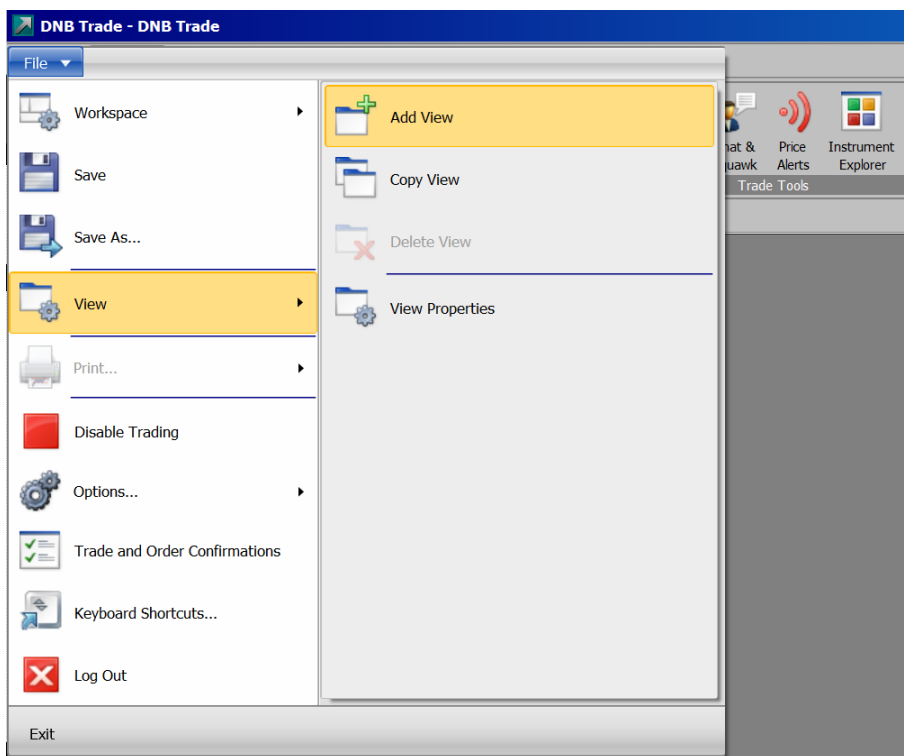 DNB Trade - DNB Trade
File
Workspace
Save
Save As...
View
Print...
Disable Trading
Options...
Trade and Order Confirmations
Keyboard Shortcuts...
Log Out
Exit
Add View
Copy View
Delete View
View Properties
Price
Alerts
Instrument
Explorer
Trade Tools